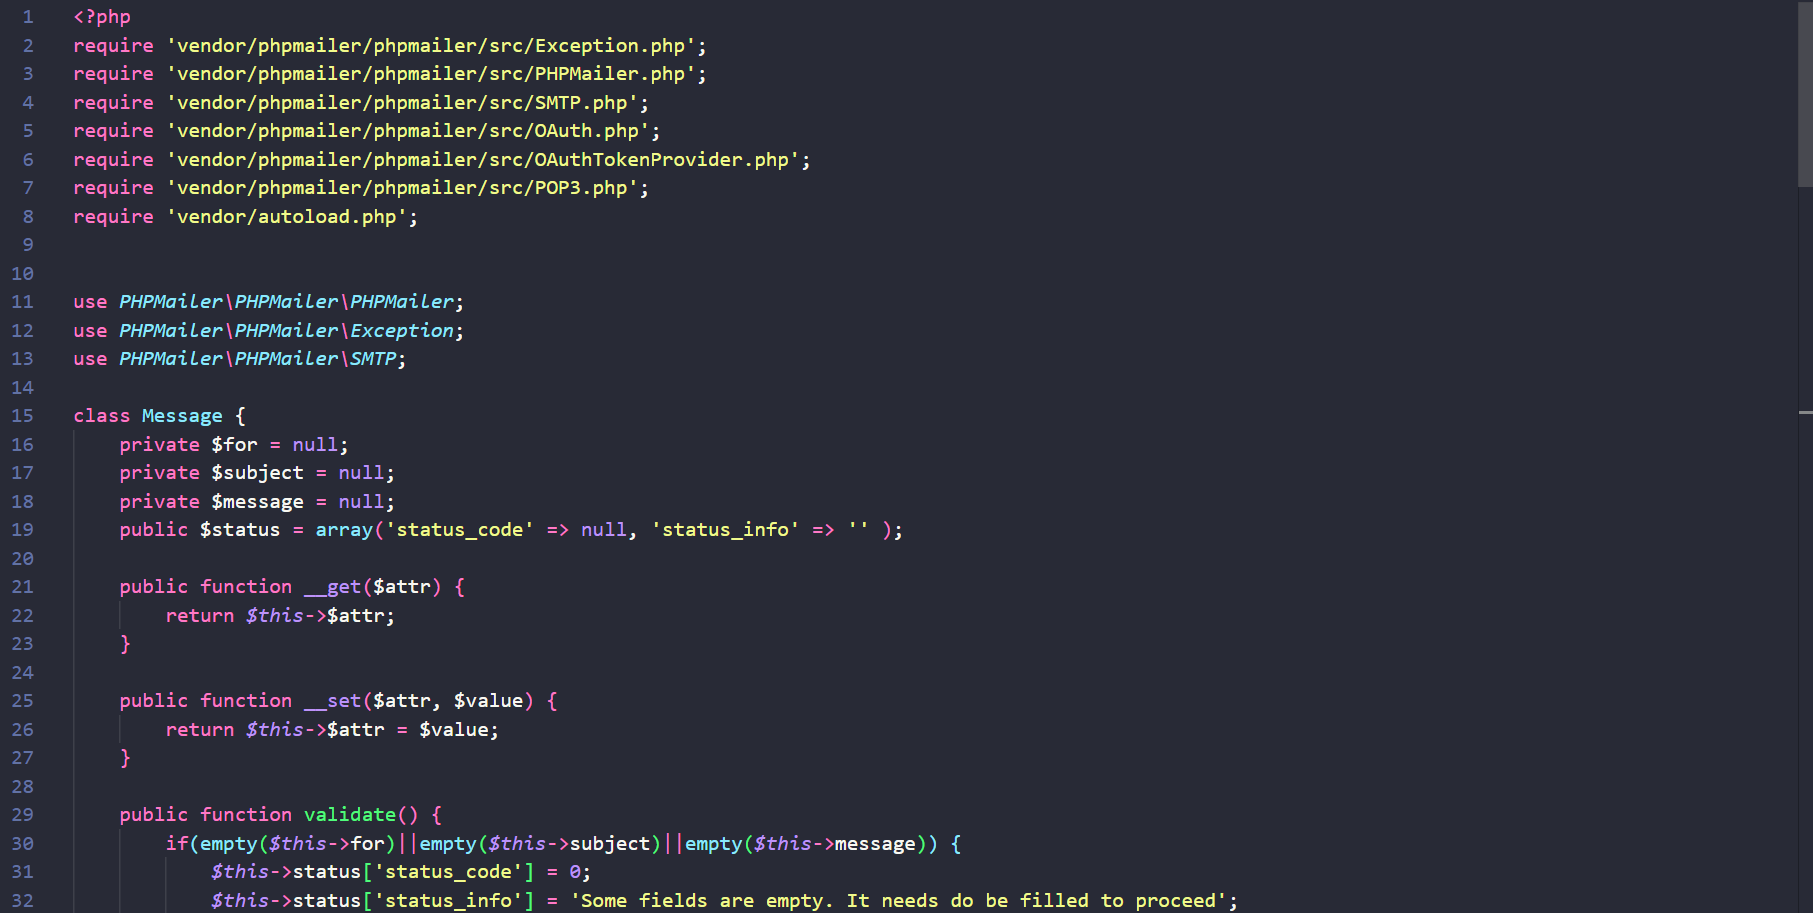 1 <?php
2 require 'vendor/phpmailer/phpmailer/src/Exception.php';
3 require 'vendor/phpmailer/phpmailer/src/PHPMailer.php';
4 require 'vendor/phpmailer/phpmailer/src/SMTP.php';
5 require 'vendor/phpmailer/phpmailer/src/OAuth.php';
6 require 'vendor/phpmailer/phpmailer/src/OAuthTokenProvider.php';
7 require 'vendor/phpmailer/phpmailer/src/POP3.php';
8 require 'vendor/autoload.php';
9
10
11 use PHPMailer\PHPMailer\PHPMailer;
12 use PHPMailer\PHPMailer\Exception;
13 use PHPMailer\PHPMailer\SMTP;
14
15 class Message {
16     private $for = null;
17     private $subject = null;
18     private $message = null;
19     public $status = array('status_code' => null, 'status_info' => '' );
20
21     public function __get($attr) {
22         return $this->$attr;
23     }
24
25     public function __set($attr, $value) {
26         return $this->$attr = $value;
27     }
28
29     public function validate() {
30         if(empty($this->for)||empty($this->subject)||empty($this->message)) {
31             $this->status['status_code'] = 0;
32             $this->status['status_info'] = 'Some fields are empty. It needs do be filled to proceed';